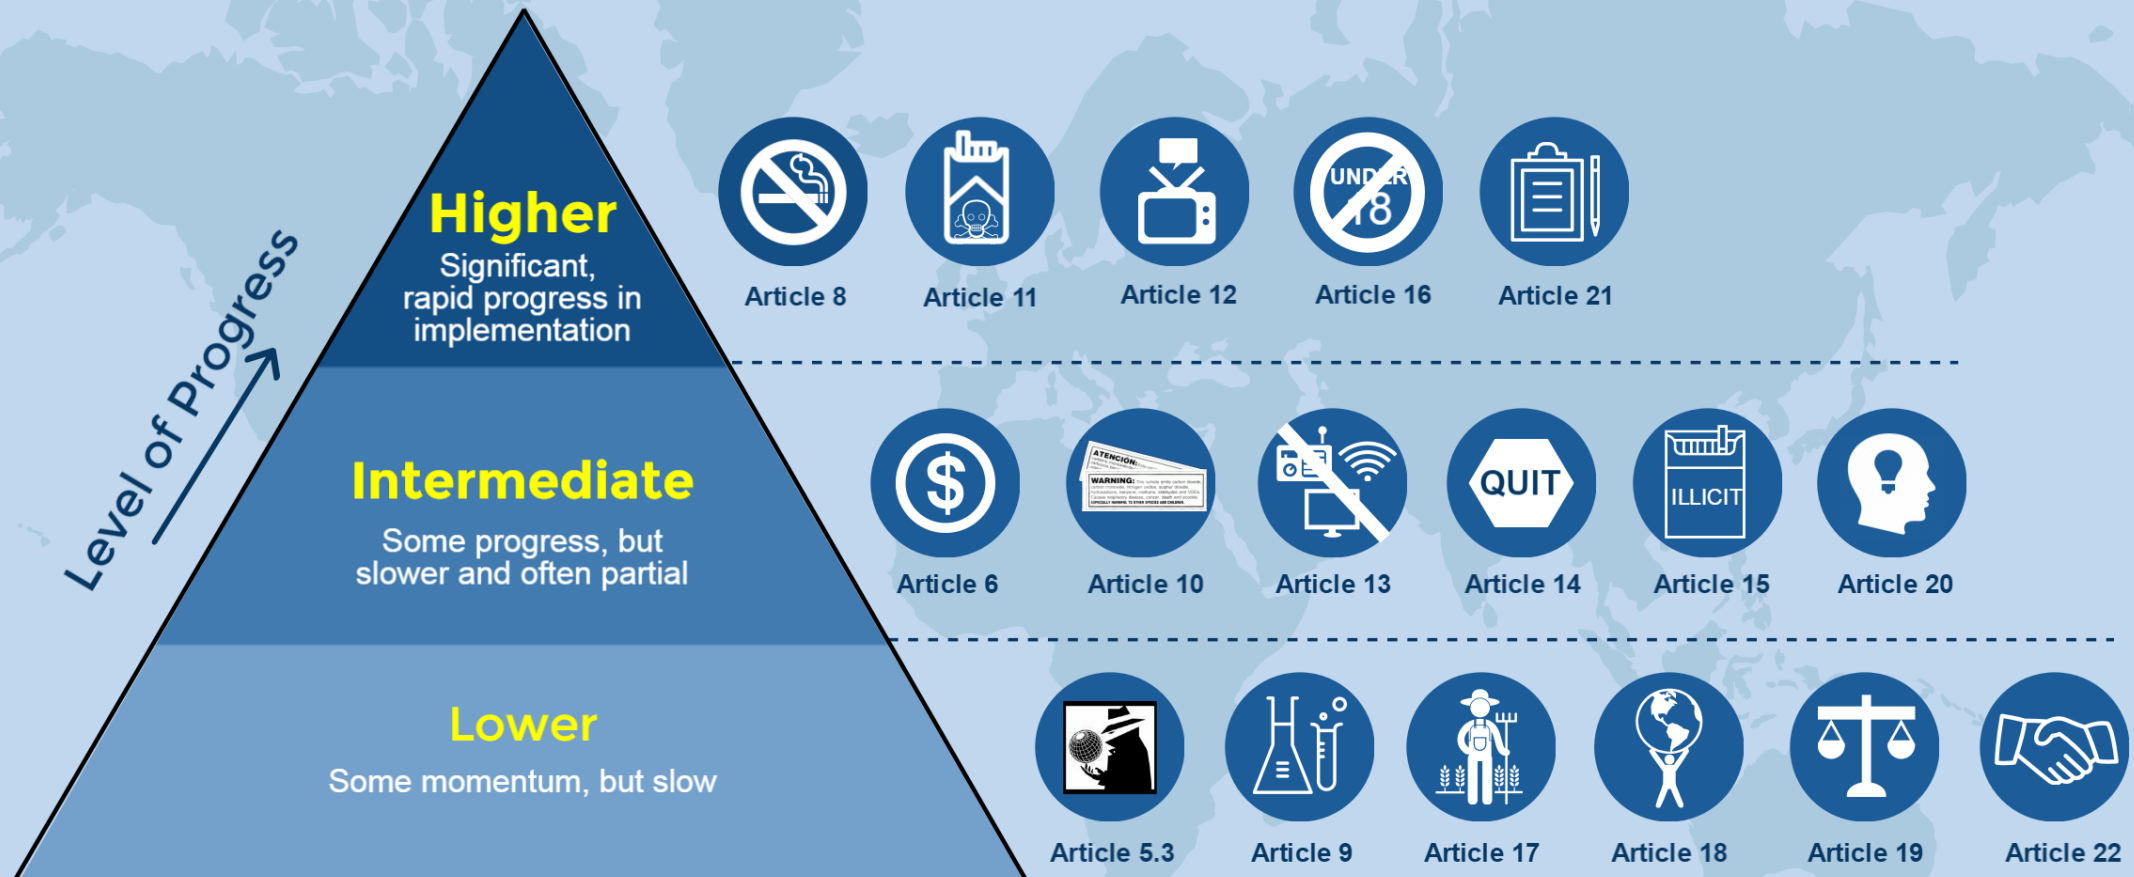 Level of Progress
Higher
Significant,
rapid progress in
implementation
UNDER
18
Article 8
Article 11
Article 12
Article 16
Article 21
Intermediate
Some progress, but
slower and often partial
$
ATENCIÓN:
WARNING:
QUIT
ILLICIT
Article 6
Article 10
Article 13
Article 14
Article 15
Article 20
Lower
Some momentum, but slow
Article 5.3
Article 9
Article 17
Article 18
Article 19
Article 22